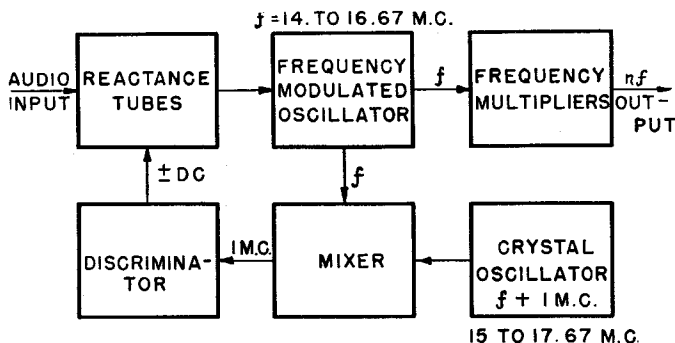 f = 14. TO 16.67 M.C.
AUDIO
INPUT
REACTANCE
TUBES
FREQUENCY
MODULATED
OSCILLATOR
f
FREQUENCY
MULTIPLIERS
nf
OUT-
PUT
± DC
f
DISCRIMINA-
TOR
1 M.C.
MIXER
CRYSTAL
OSCILLATOR
f + 1 M.C.
15 TO 17.67 M.C.